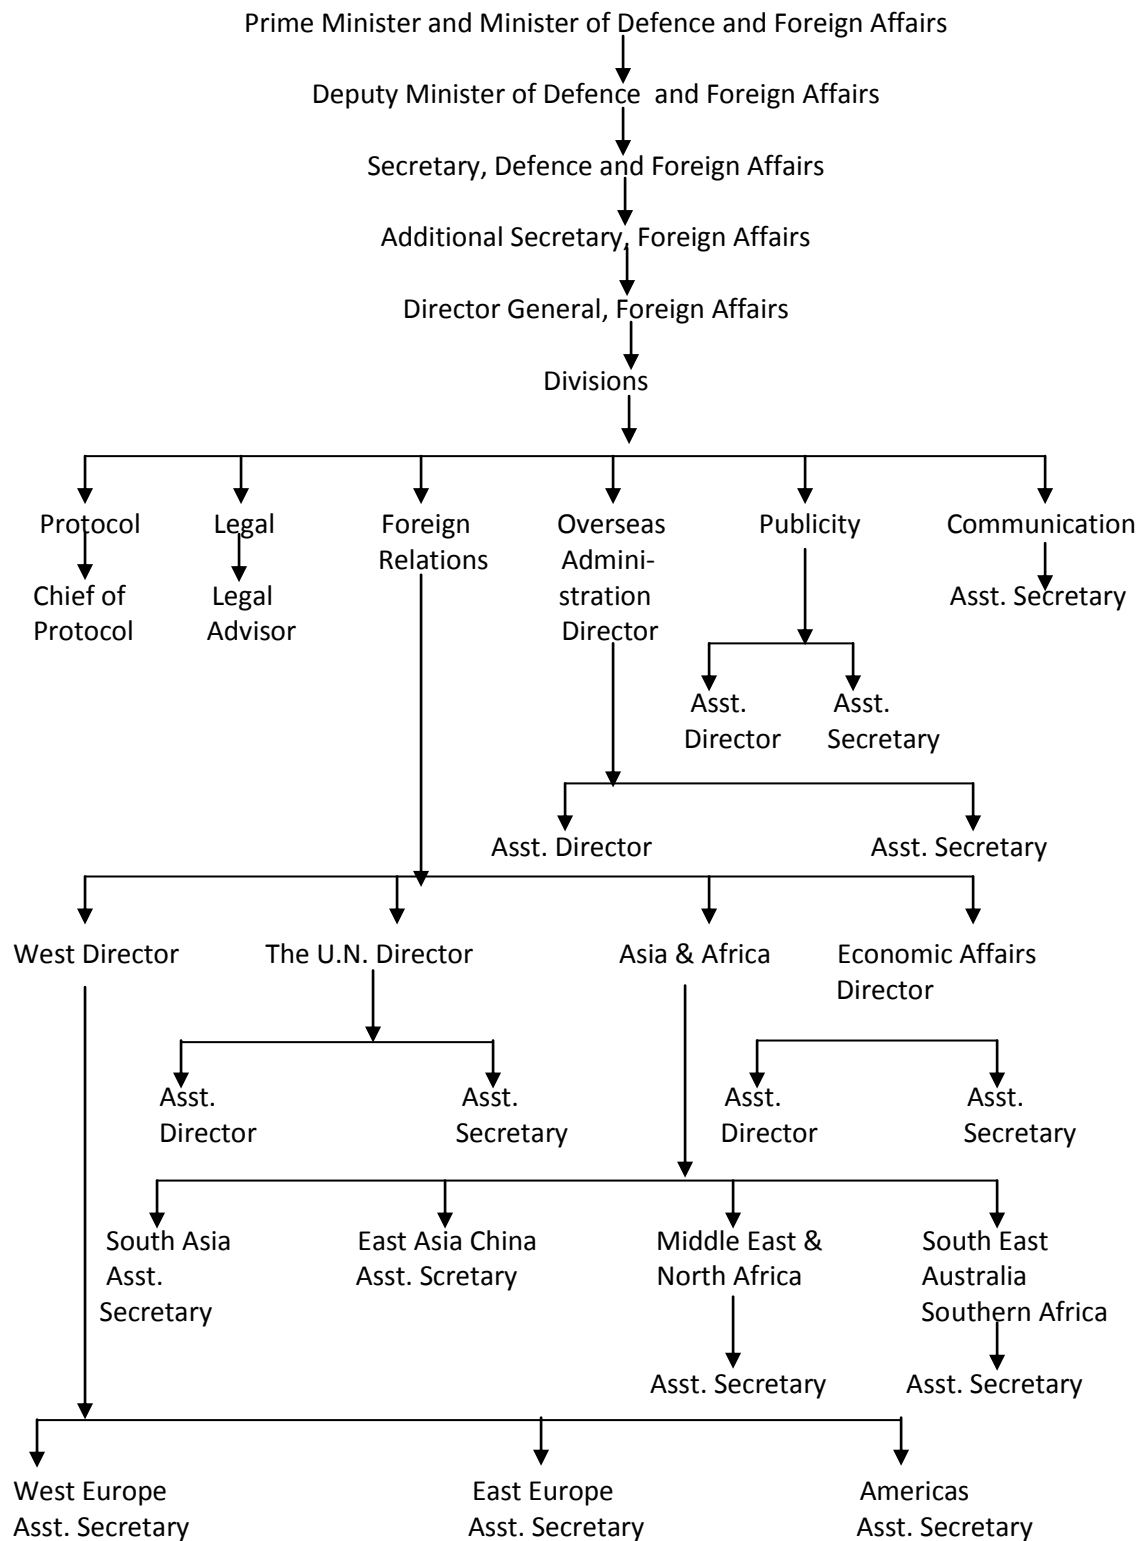 Prime Minister and Minister of Defence and Foreign Affairs
Deputy Minister of Defence and Foreign Affairs
Secretary, Defence and Foreign Affairs
Additional Secretary, Foreign Affairs
Director General, Foreign Affairs
Divisions
Protocol
Chief of
Protocol
Legal
Legal
Advisor
Foreign
Relations
Overseas
Admini-
stration
Director
Publicity
Communication
Asst. Secretary
Asst.
Director
Asst.
Secretary
Asst. Director
Asst. Secretary
West Director
The U.N. Director
Asia & Africa
Economic Affairs
Director
Asst.
Director
Asst.
Secretary
Asst.
Director
Asst.
Secretary
South Asia
Asst.
Secretary
East Asia China
Asst. Scretary
Middle East &
North Africa
South East
Australia
Southern Africa
Asst. Secretary
Asst. Secretary
West Europe
Asst. Secretary
East Europe
Asst. Secretary
Americas
Asst. Secretary